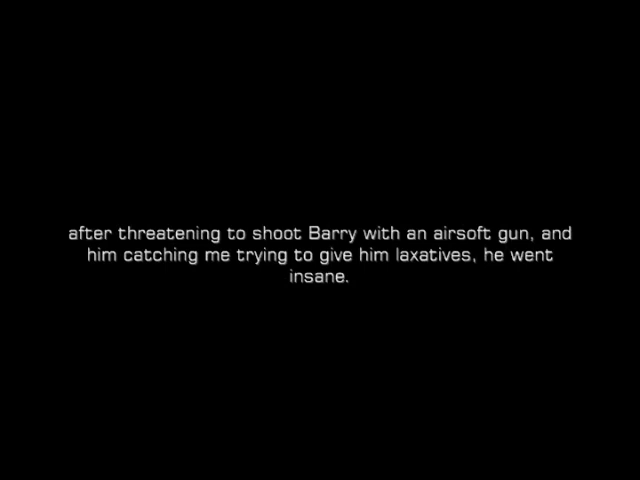 after threatening to shoot Barry with an airsoft gun, and
him catching me trying to give him laxatives, he went
insane.